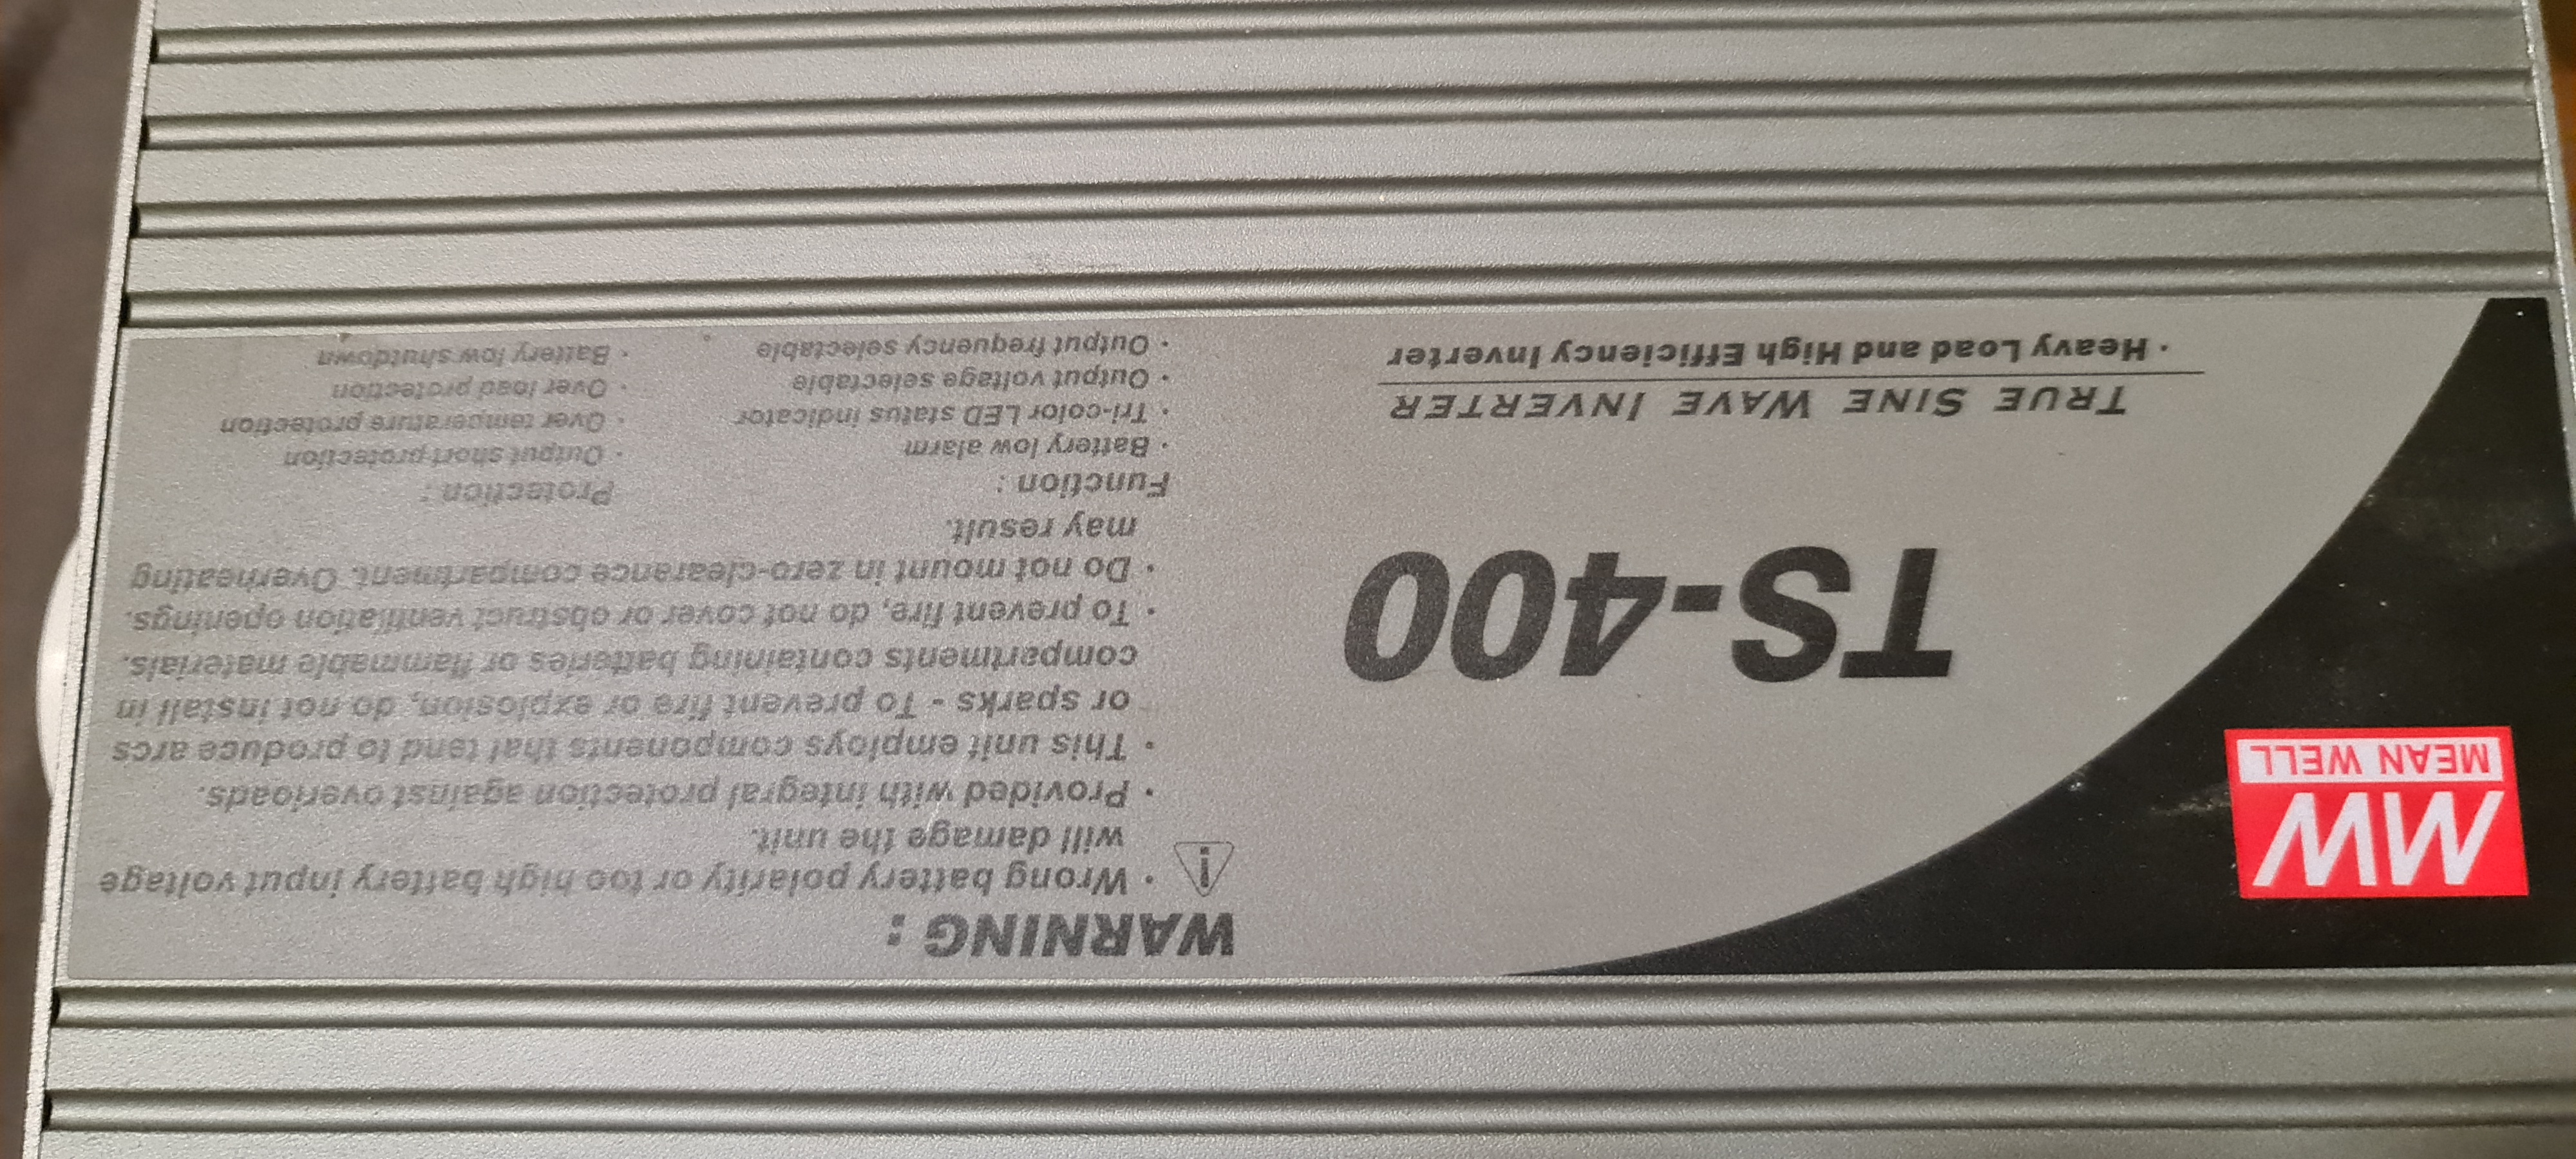 MW
MEAN WELL
TS-400
TRUE SINE WAVE INVERTER
· Heavy Load and High Efficiency Inverter
WARNING :
· Wrong battery polarity or too high battery input voltage
will damage the unit.
· Provided with integral protection against overloads.
· This unit employs components that tend to produce arcs
or sparks - To prevent fire or explosion, do not install in
compartments containing batteries or flammable materials.
· To prevent fire, do not cover or obstruct ventilation openings.
· Do not mount in zero-clearance compartment. Overheating
may result.
Function :
· Battery low alarm
· Tri-color LED status indicator
· Output voltage selectable
· Output frequency selectable
Protection :
· Output short protection
· Over temperature protection
· Over load protection
· Battery low shutdown